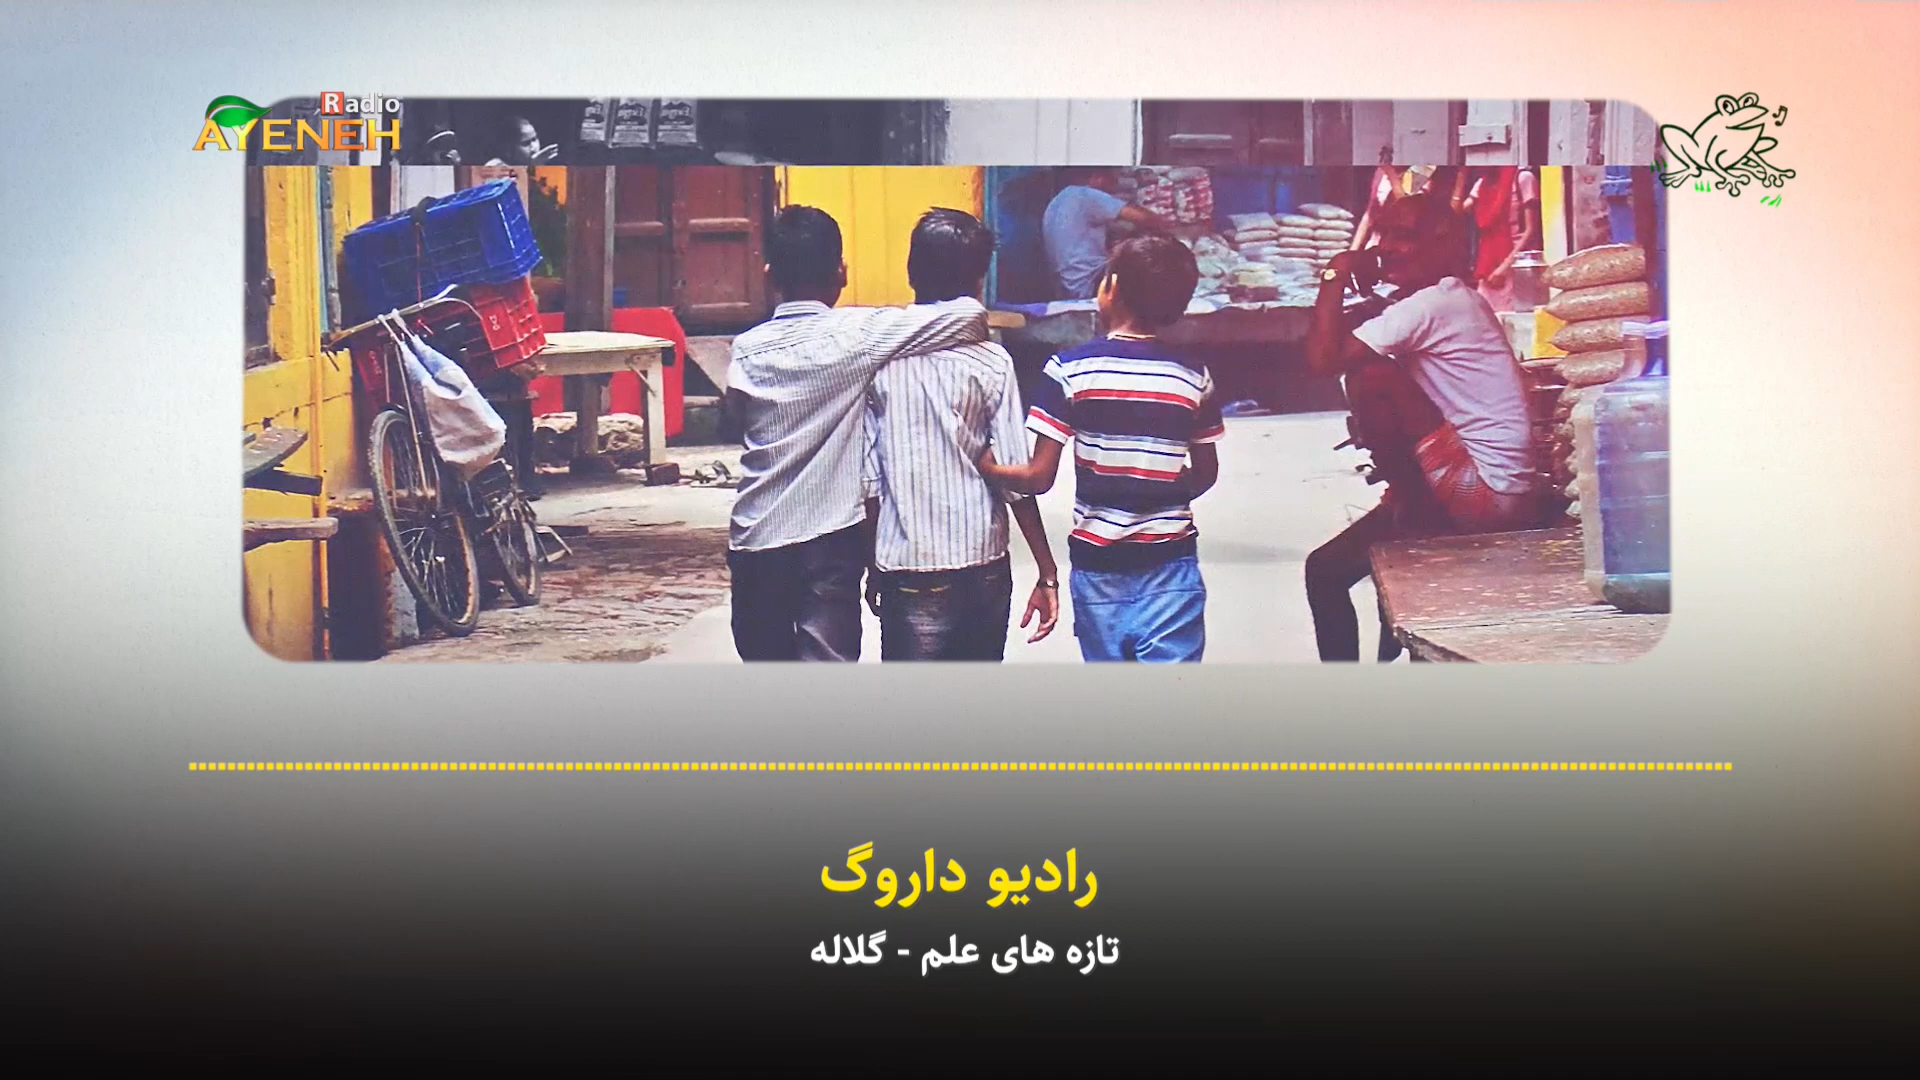 Radio
AYENEH
رادیو داروگ
تازه های علم - گلاله